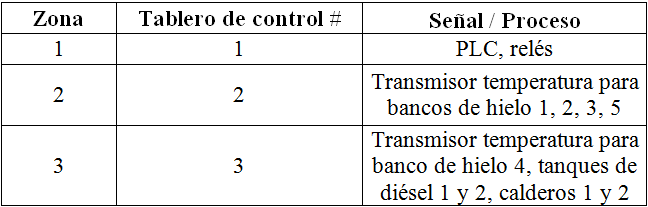 Zona Tablero de control # Señal / Proceso
1 1 PLC, relés
2 2 Transmisor temperatura para
bancos de hielo 1, 2, 3, 5
3 3 Transmisor temperatura para
banco de hielo 4, tanques de
diésel 1 y 2, calderos 1 y 2